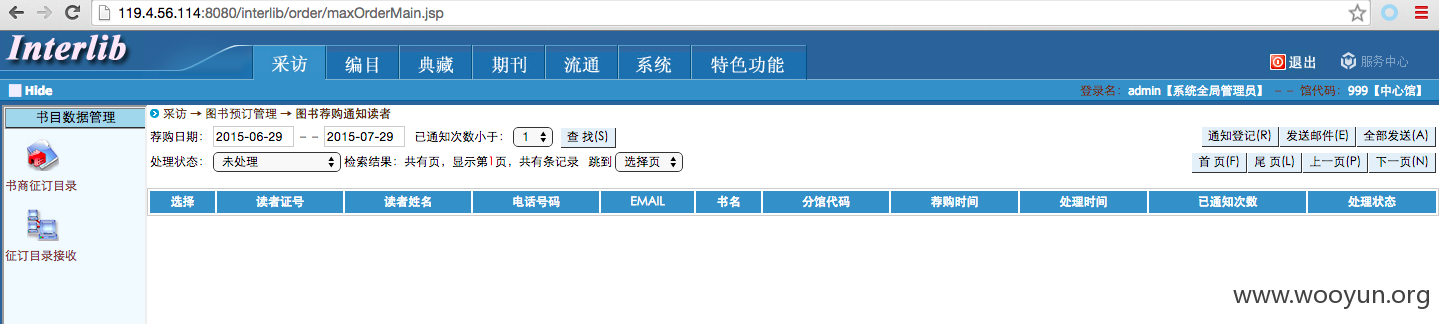 119.4.56.114:8080/interlib/order/maxOrderMain.jsp
Interlib
采访 编目 典藏 期刊 流通 系统 特色功能
退出 服务中心
Hide
登录名：admin【系统全局管理员】 -- 馆代码：999【中心馆】
书目数据管理
书商征订目录
征订目录接收
采访 → 图书预订管理 → 图书荐购通知读者
荐购日期： 2015-06-29 -- 2015-07-29 已通知次数小于： 1 查 找(S)
通知登记(R) 发送邮件(E) 全部发送(A)
处理状态： 未处理 检索结果：共有页，显示第1页，共有条记录 跳到 选择页
首 页(F) 尾 页(L) 上一页(P) 下一页(N)
选择 读者证号 读者姓名 电话号码 EMAIL 书名 分馆代码 荐购时间 处理时间 已通知次数 处理状态
www.wooyun.org